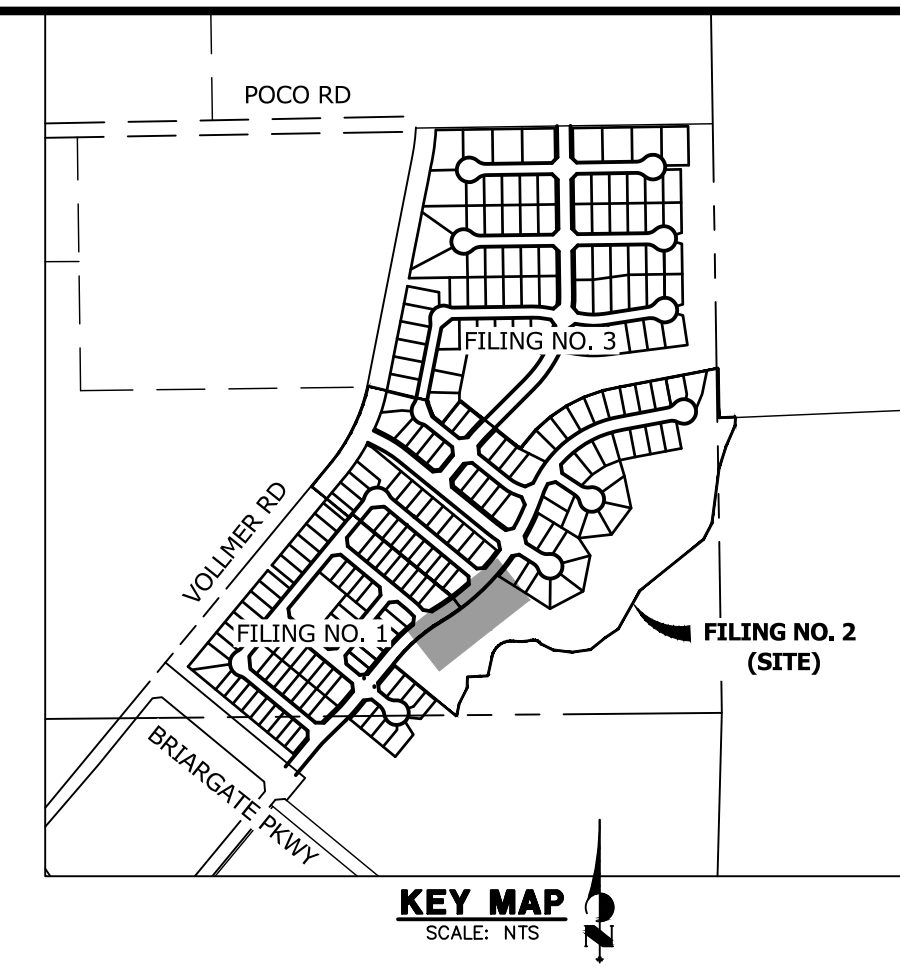 POCO RD
FILING NO. 3
VOLLMER RD
FILING NO. 1
FILING NO. 2
(SITE)
BRIARGATE PKWY
KEY MAP
SCALE: NTS
N